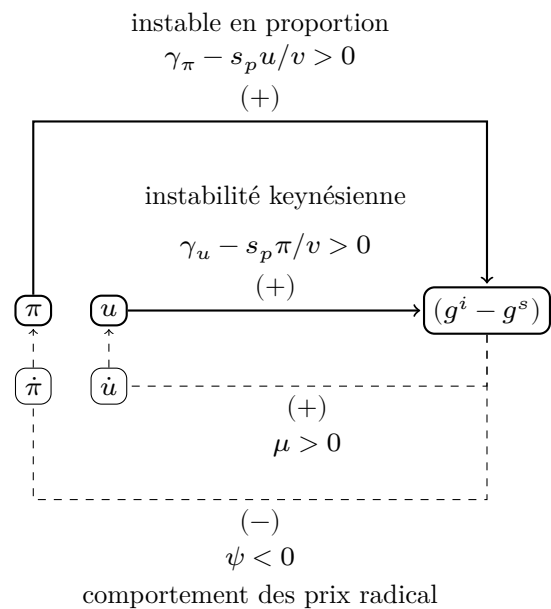 instable en proportion
γ_π − s_p u/v > 0
(+)
instabilité keynésienne
γ_u − s_p π/v > 0
(+)
π u (g^i − g^s)
π̇ u̇
(+)
μ > 0
(−)
ψ < 0
comportement des prix radical